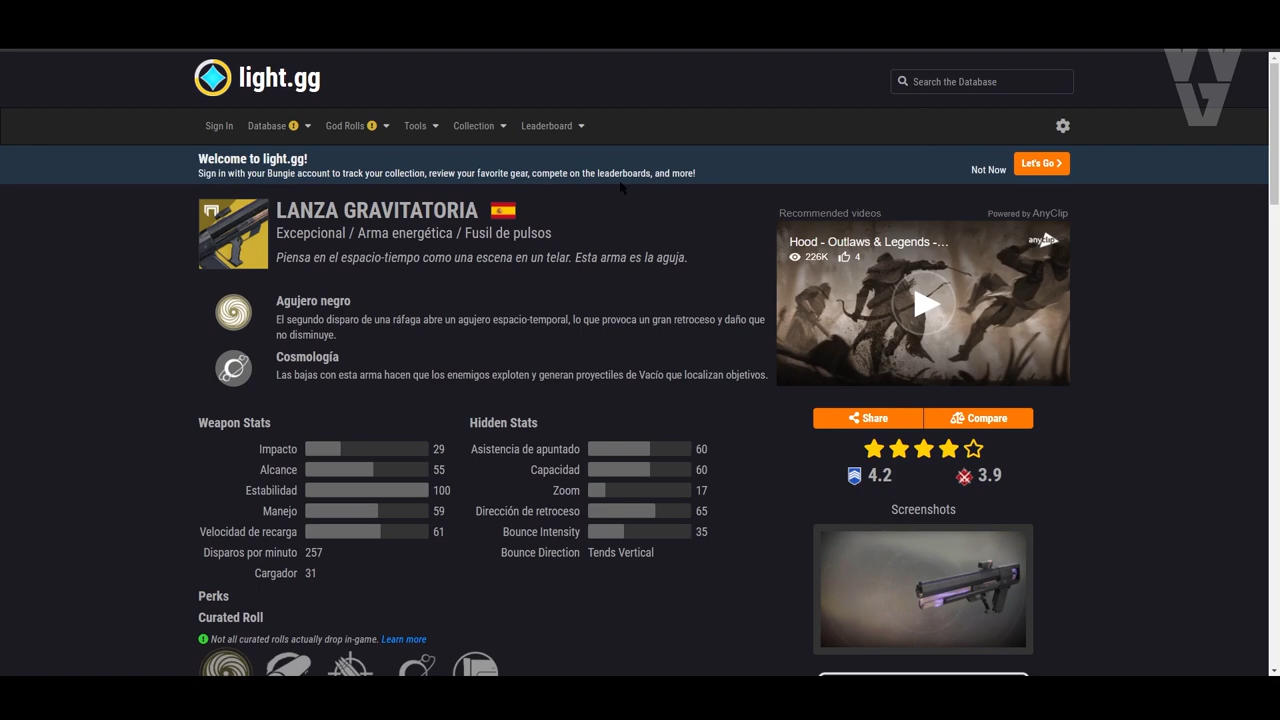 light.gg
Search the Database
Sign In Database God Rolls Tools Collection Leaderboard
Welcome to light.gg!
Sign in with your Bungie account to track your collection, review your favorite gear, compete on the leaderboards, and more!
Not Now Let's Go
LANZA GRAVITATORIA
Excepcional / Arma energética / Fusil de pulsos
Piensa en el espacio-tiempo como una escena en un telar. Esta arma es la aguja.
Agujero negro
El segundo disparo de una ráfaga abre un agujero espacio-temporal, lo que provoca un gran retroceso y daño que
no disminuye.
Cosmología
Las bajas con esta arma hacen que los enemigos exploten y generan proyectiles de Vacío que localizan objetivos.
Recommended videos Powered by AnyClip
Hood - Outlaws & Legends -...
anyclip
226K 4
Share Compare
4.2 3.9
Screenshots
Weapon Stats
Impacto 29
Alcance 55
Estabilidad 100
Manejo 59
Velocidad de recarga 61
Disparos por minuto 257
Cargador 31
Hidden Stats
Asistencia de apuntado 60
Capacidad 60
Zoom 17
Dirección de retroceso 65
Bounce Intensity 35
Bounce Direction Tends Vertical
Perks
Curated Roll
Not all curated rolls actually drop in-game. Learn more
WG